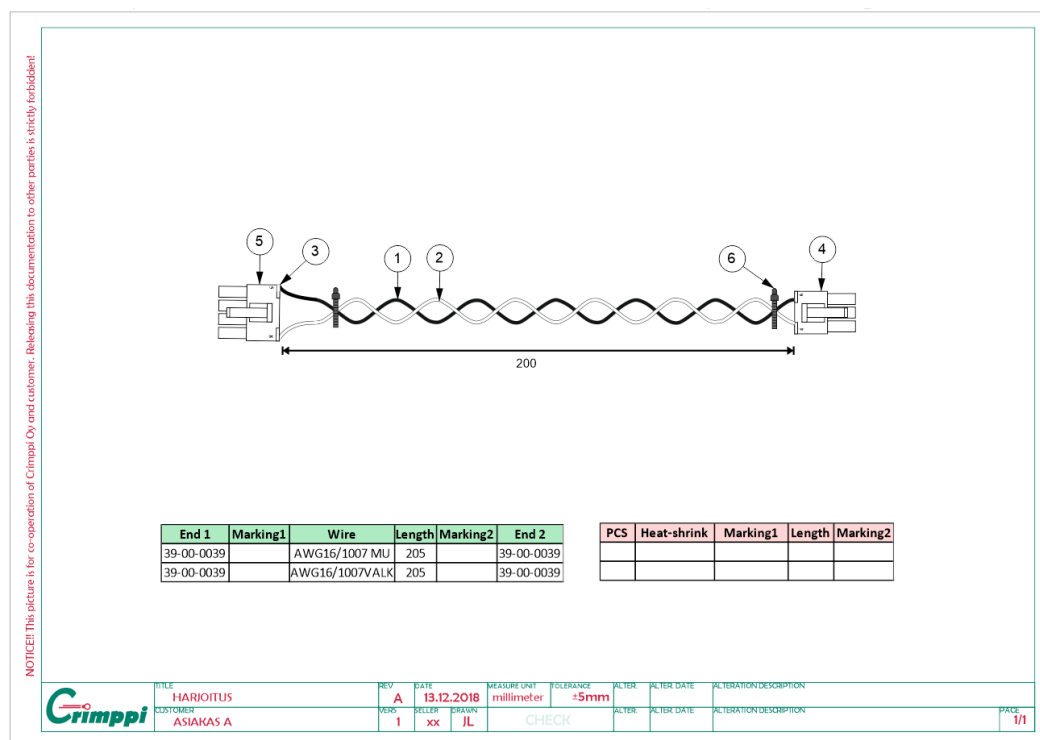 NOTICE!! This picture is for co-operation of Crimppi Oy and customer. Releasing this documentation to other parties is strictly forbidden!
5
3
1
2
6
4
200
End 1 Marking1 Wire Length Marking2 End 2
39-00-0039 AWG16/1007 MU 205 39-00-0039
39-00-0039 AWG16/1007VALK 205 39-00-0039
PCS Heat-shrink Marking1 Length Marking2
Crimppi
TITLE REV DATE MEASURE UNIT TOLERANCE ALTER. ALTER. DATE ALTERATION DESCRIPTION
HARJOITUS A 13.12.2018 millimeter ±5mm
CUSTOMER VERS SELLER DRAWN CHECK ALTER. ALTER. DATE ALTERATION DESCRIPTION PAGE
ASIAKAS A 1 xx JL 1/1